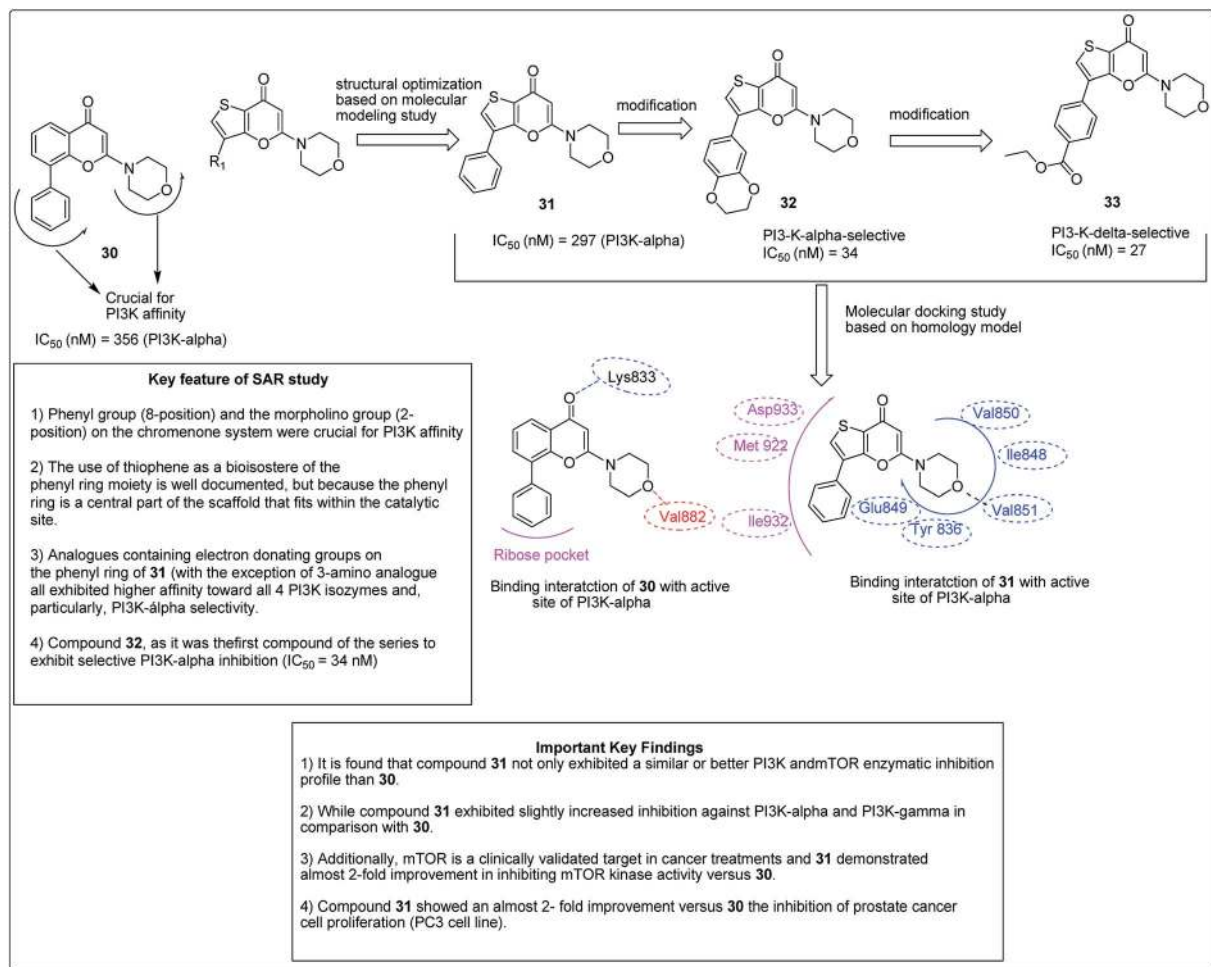 O
S
O
N
O
30
S
O
R1
O
N
O
structural optimization
based on molecular
modeling study
S
O
O
N
O
31
IC50 (nM) = 297 (PI3K-alpha)
modification
S
O
O
N
O
O
O
32
PI3-K-alpha-selective
IC50 (nM) = 34
modification
S
O
O
N
O
O
O
33
PI3-K-delta-selective
IC50 (nM) = 27
Crucial for
PI3K affinity
IC50 (nM) = 356 (PI3K-alpha)
Molecular docking study
based on homology model
Key feature of SAR study
1) Phenyl group (8-position) and the morpholino group (2-
position) on the chromenone system were crucial for PI3K affinity
2) The use of thiophene as a bioisostere of the
phenyl ring moiety is well documented, but because the phenyl
ring is a central part of the scaffold that fits within the catalytic
site.
3) Analogues containing electron donating groups on
the phenyl ring of 31 (with the exception of 3-amino analogue
all exhibited higher affinity toward all 4 PI3K isozymes and,
particularly, PI3K-álpha selectivity.
4) Compound 32, as it was thefirst compound of the series to
exhibit selective PI3K-alpha inhibition (IC50 = 34 nM)
Lys833
O
O
N
O
Val882
Ribose pocket
Binding interatction of 30 with active
site of PI3K-alpha
Asp933
Met 922
Ile932
S
O
O
N
O
Val850
Ile848
Val851
Glu849
Tyr 836
Binding interatction of 31 with active
site of PI3K-alpha
Important Key Findings
1) It is found that compound 31 not only exhibited a similar or better PI3K andmTOR enzymatic inhibition
profile than 30.
2) While compound 31 exhibited slightly increased inhibition against PI3K-alpha and PI3K-gamma in
comparison with 30.
3) Additionally, mTOR is a clinically validated target in cancer treatments and 31 demonstrated
almost 2-fold improvement in inhibiting mTOR kinase activity versus 30.
4) Compound 31 showed an almost 2- fold improvement versus 30 the inhibition of prostate cancer
cell proliferation (PC3 cell line).